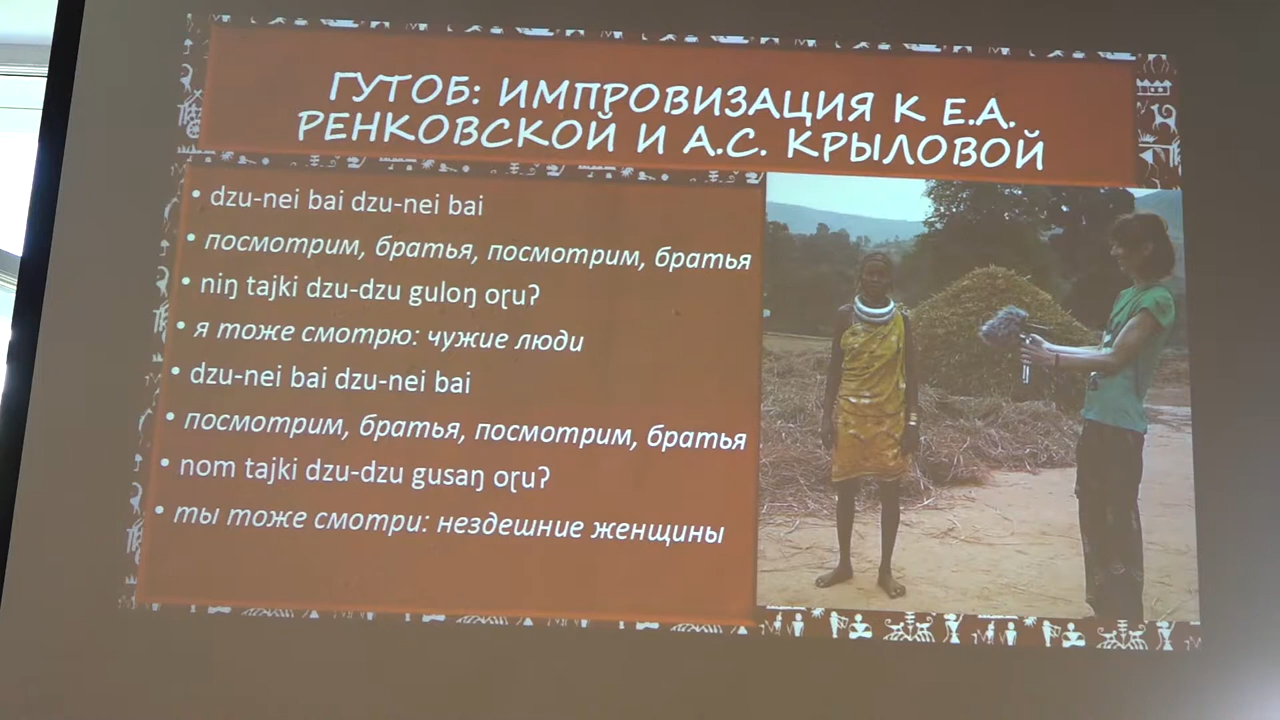 ГУТОБ: ИМПРОВИЗАЦИЯ К Е.А.
РЕНКОВСКОЙ И А.С. КРЫЛОВОЙ
• dzu-nei bai dzu-nei bai
• посмотрим, братья, посмотрим, братья
• niŋ tajki dzu-dzu guloŋ oɽuʔ
• я тоже смотрю: чужие люди
• dzu-nei bai dzu-nei bai
• посмотрим, братья, посмотрим, братья
• nom tajki dzu-dzu gusaŋ oɽuʔ
• ты тоже смотри: нездешние женщины